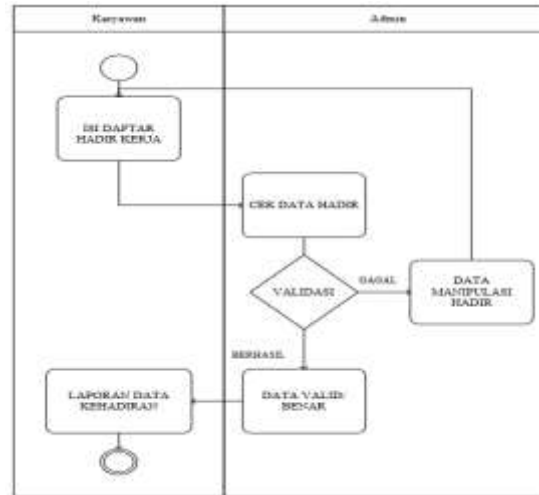 Karyawan
Admin
ISI DAFTAR
HADIR KERJA
CEK DATA HADIR
VALIDASI
GAGAL
DATA
MANIPULASI
HADIR
BERHASIL
LAPORAN DATA
KEHADIRAN
DATA VALID/
BENAR